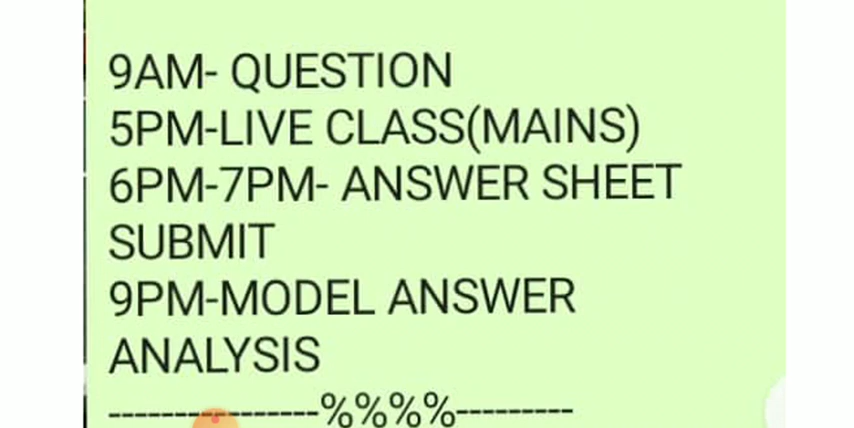 9AM- QUESTION
5PM-LIVE CLASS(MAINS)
6PM-7PM- ANSWER SHEET
SUBMIT
9PM-MODEL ANSWER
ANALYSIS
----------------%%%%---------